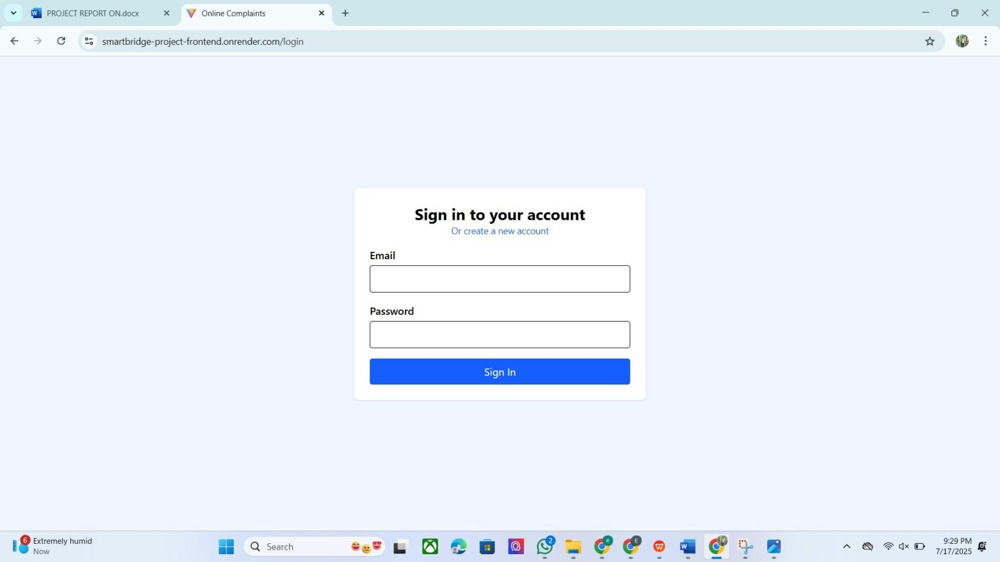 PROJECT REPORT ON.docx
Online Complaints
smartbridge-project-frontend.onrender.com/login
Sign in to your account
Or create a new account
Email
Password
Sign In
6
Extremely humid
Now
Search
2
e
E
W
W
9:29 PM
7/17/2025